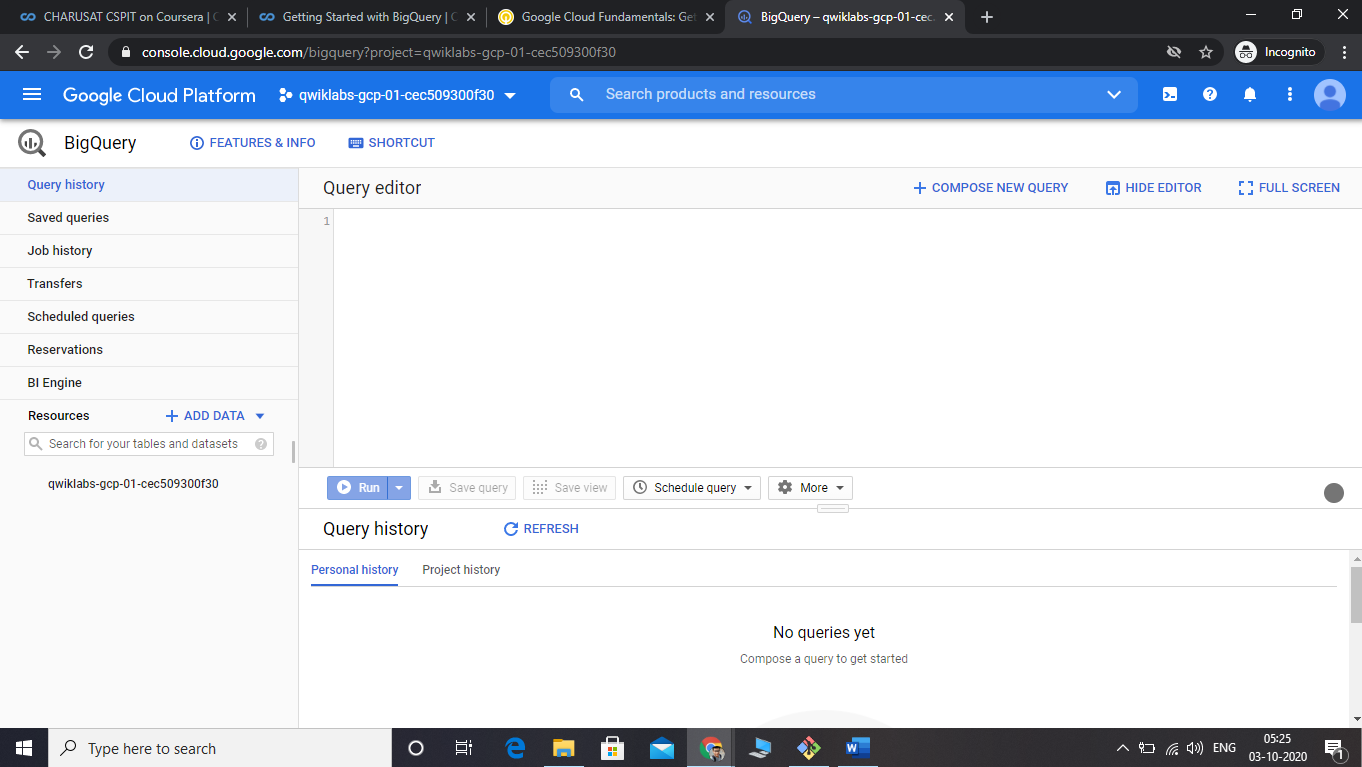 CHARUSAT CSPIT on Coursera | C
Getting Started with BigQuery | C
Google Cloud Fundamentals: Get
BigQuery – qwiklabs-gcp-01-cec
console.cloud.google.com/bigquery?project=qwiklabs-gcp-01-cec509300f30
Incognito
Google Cloud Platform
qwiklabs-gcp-01-cec509300f30
Search products and resources
BigQuery
FEATURES & INFO
SHORTCUT
Query history
Saved queries
Job history
Transfers
Scheduled queries
Reservations
BI Engine
Resources
ADD DATA
Search for your tables and datasets
qwiklabs-gcp-01-cec509300f30
Query editor
COMPOSE NEW QUERY
HIDE EDITOR
FULL SCREEN
1
Run
Save query
Save view
Schedule query
More
Query history
REFRESH
Personal history
Project history
No queries yet
Compose a query to get started
Type here to search
ENG
05:25
03-10-2020
1